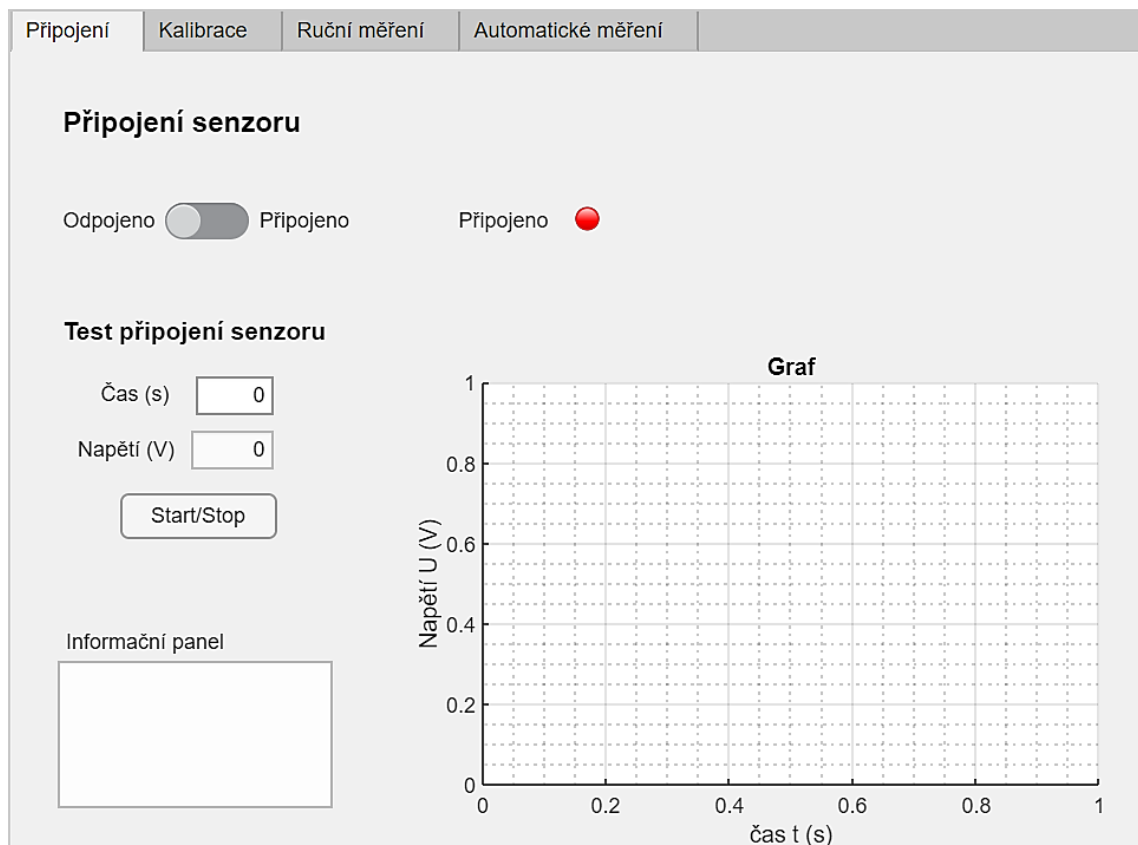 Připojení Kalibrace Ruční měření Automatické měření
Připojení senzoru
Odpojeno Připojeno Připojeno
Test připojení senzoru
Čas (s) 0
Napětí (V) 0
Start/Stop
Informační panel
Graf
Napětí U (V)
1
0.8
0.6
0.4
0.2
0
0 0.2 0.4 0.6 0.8 1
čas t (s)